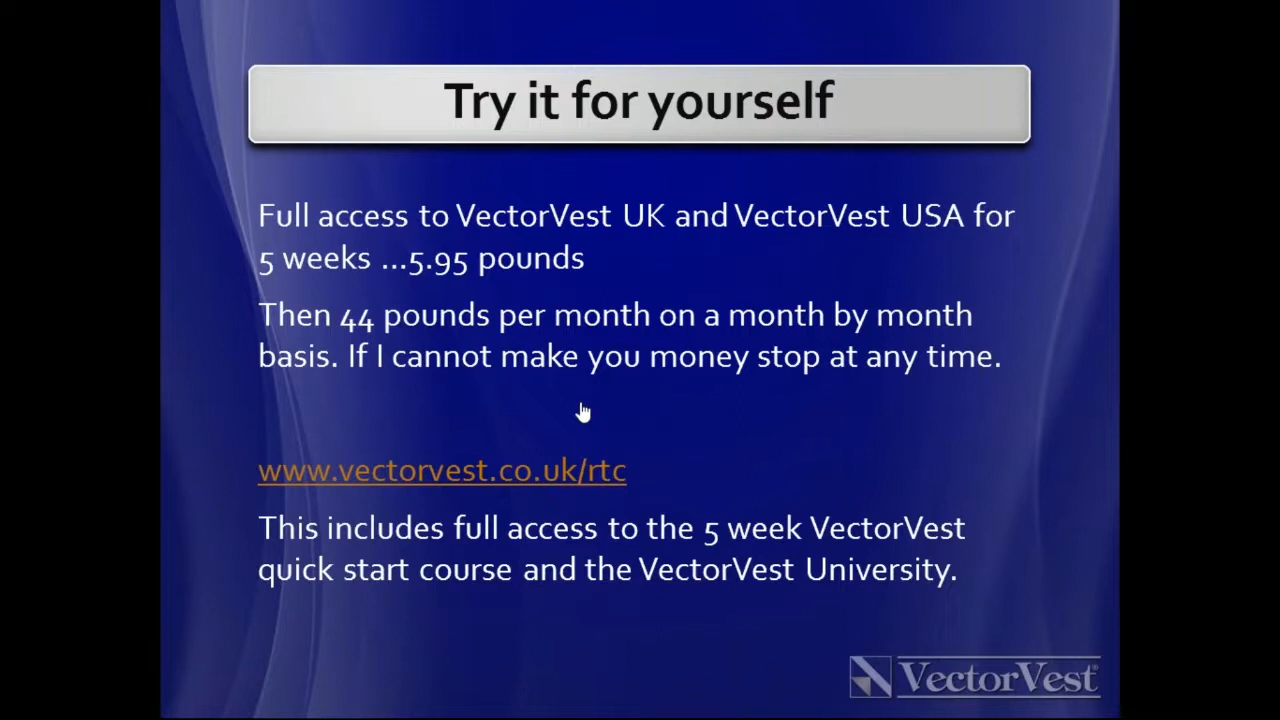 Try it for yourself
Full access to VectorVest UK and VectorVest USA for
5 weeks ...5.95 pounds
Then 44 pounds per month on a month by month
basis. If I cannot make you money stop at any time.
www.vectorvest.co.uk/rtc
This includes full access to the 5 week VectorVest
quick start course and the VectorVest University.
VectorVest®